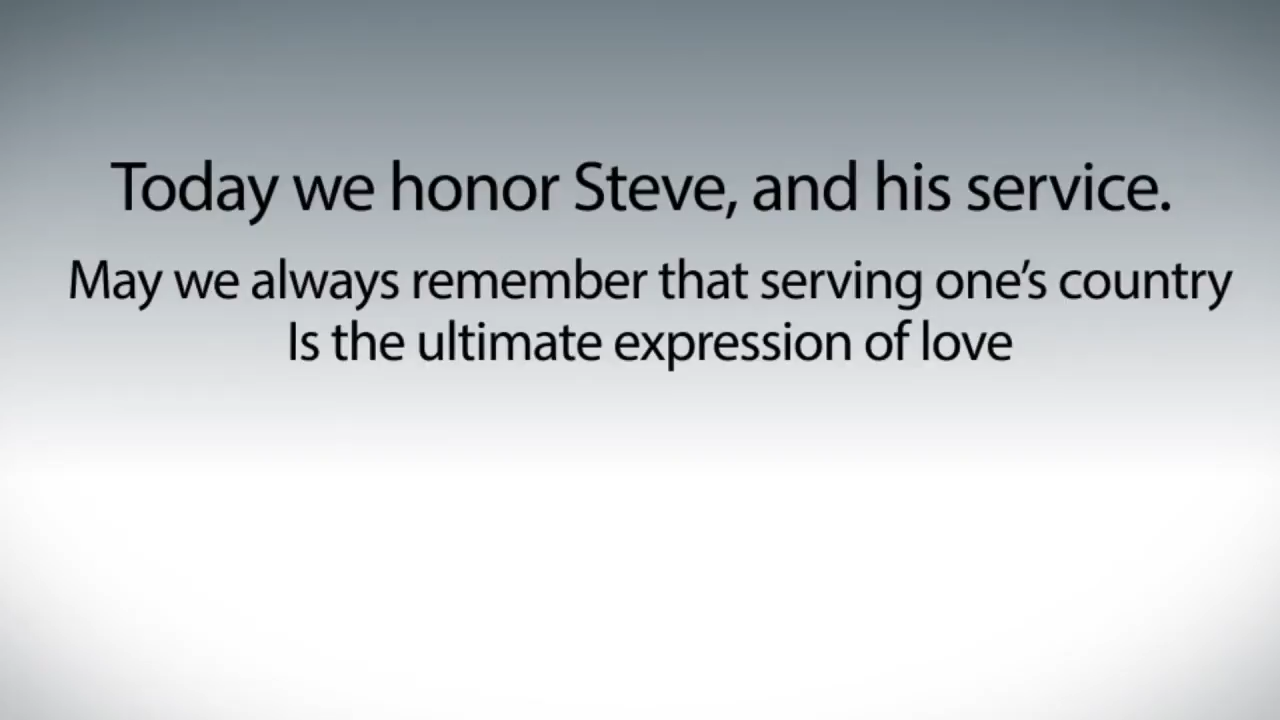 Today we honor Steve, and his service.
May we always remember that serving one’s country
Is the ultimate expression of love